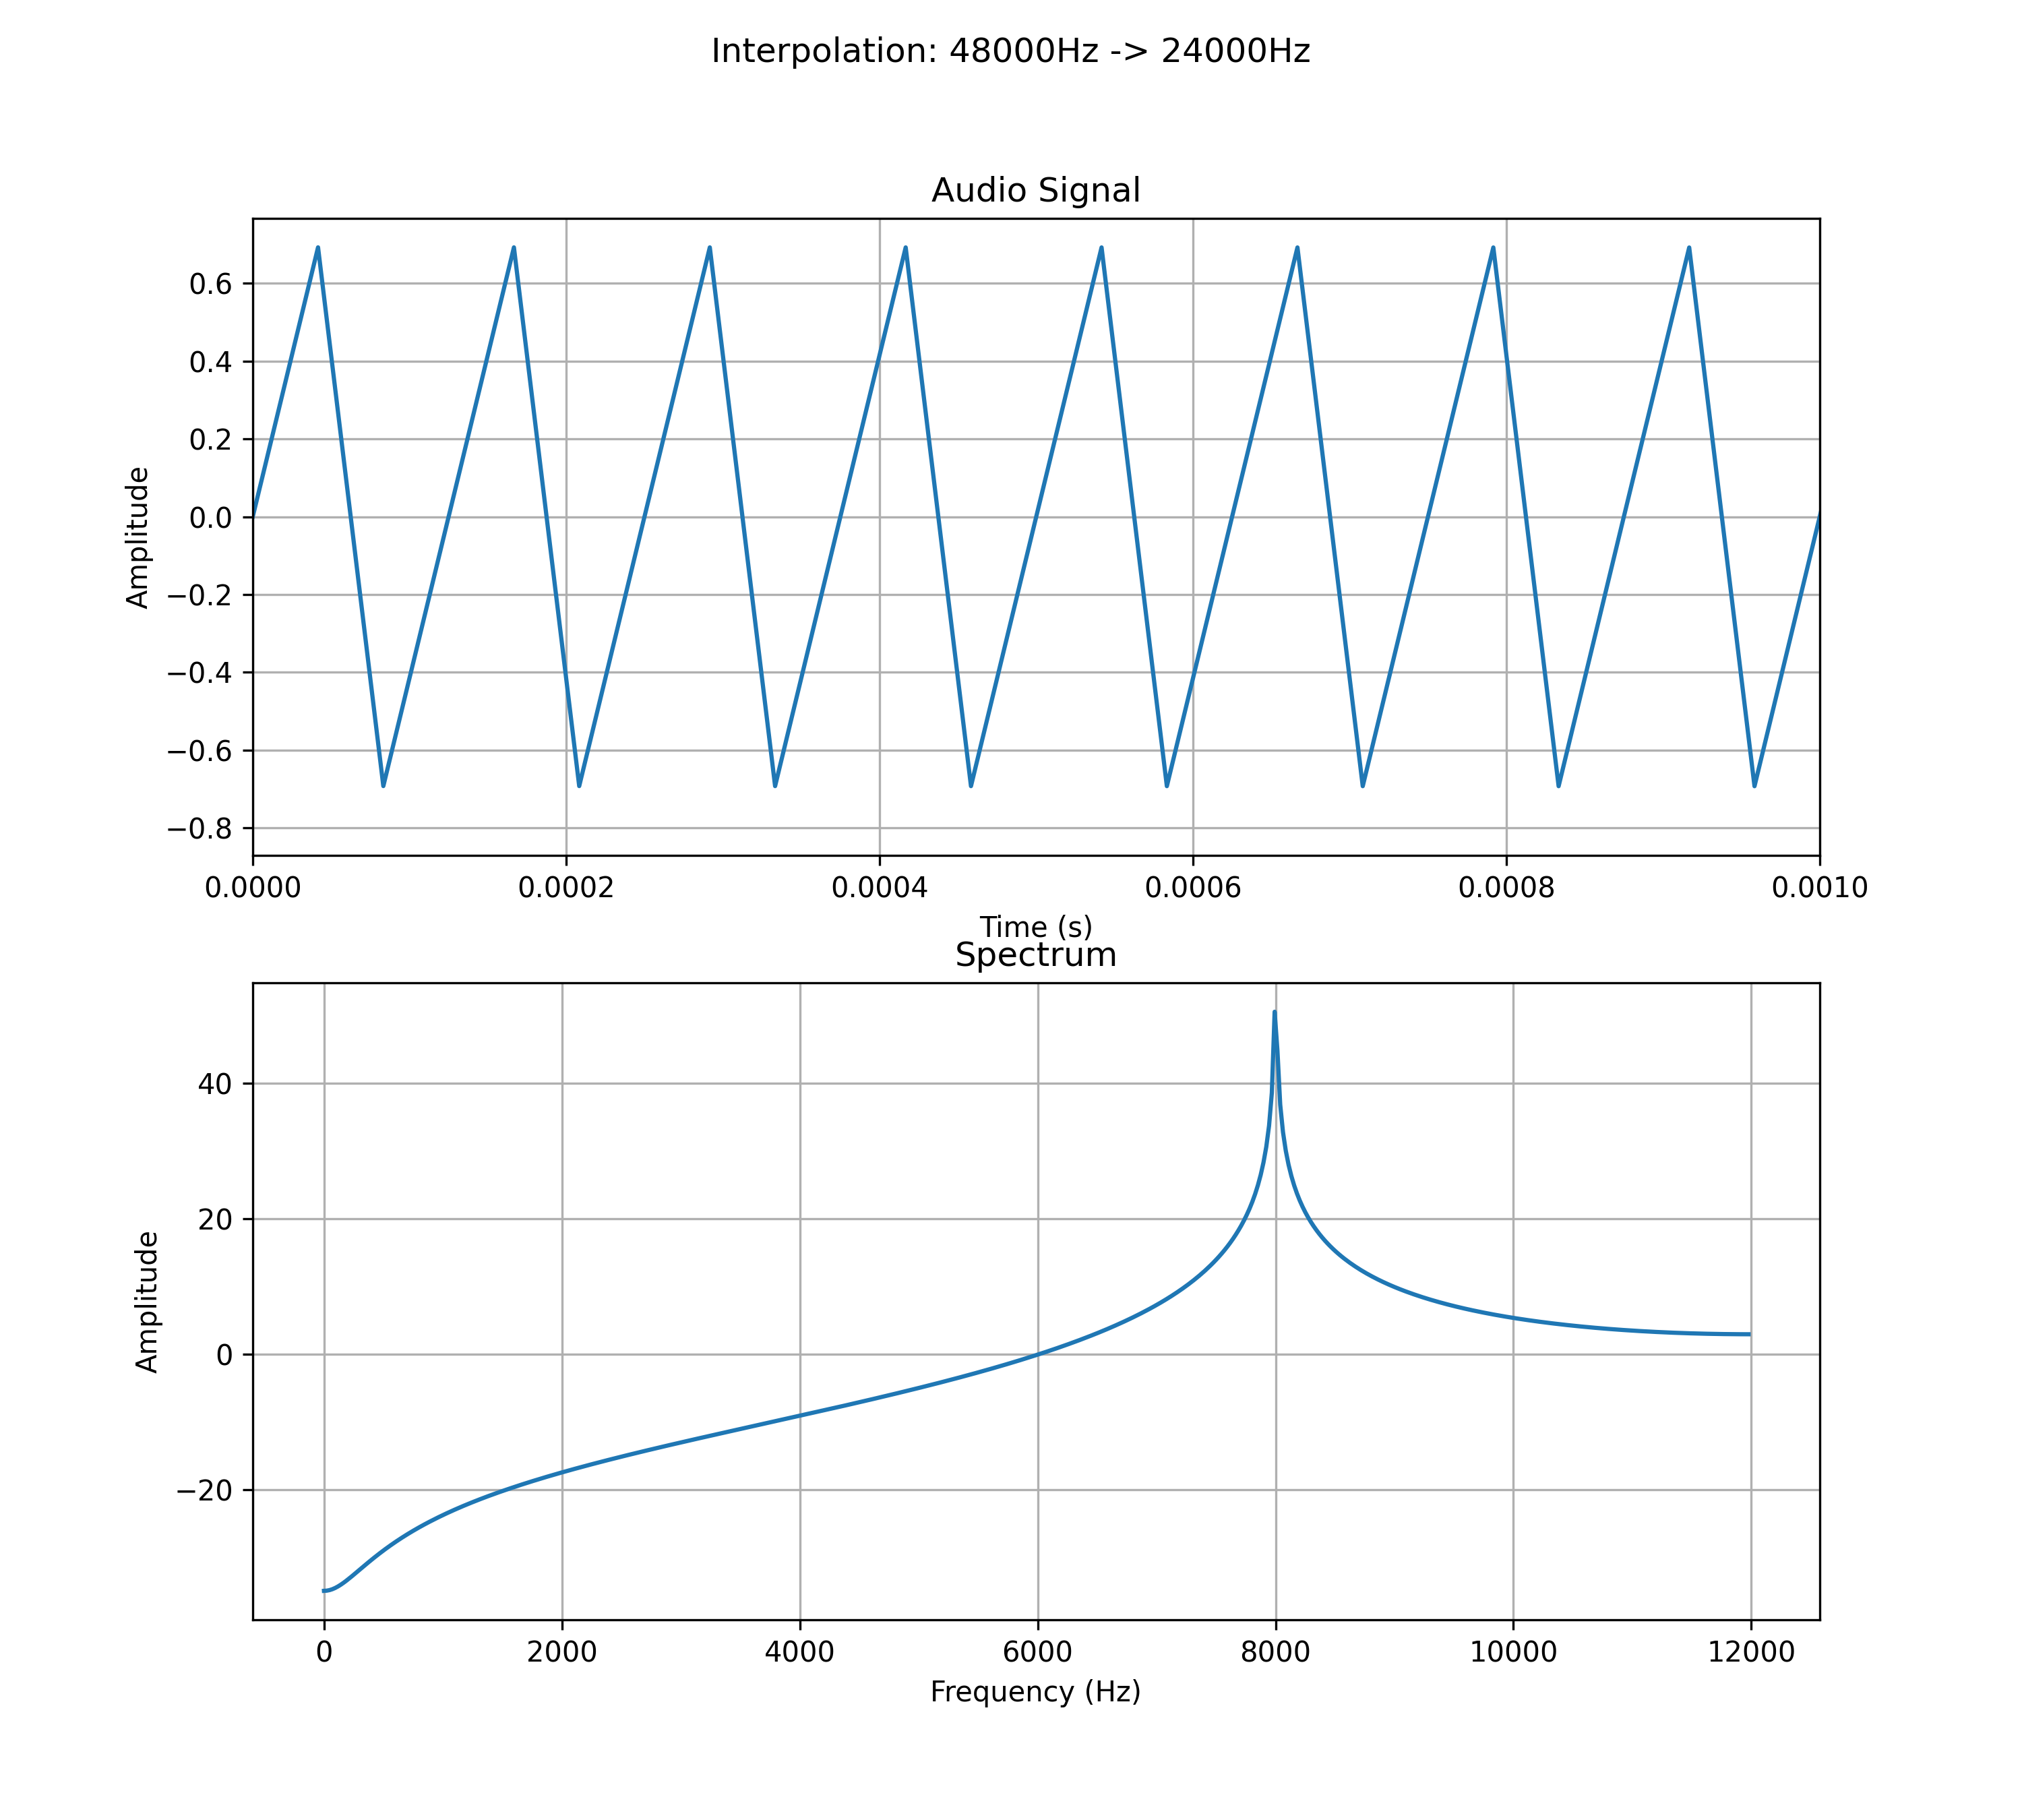 Interpolation: 48000Hz -> 24000Hz
Audio Signal
Amplitude
0.6
0.4
0.2
0.0
−0.2
−0.4
−0.6
−0.8
0.0000 0.0002 0.0004 0.0006 0.0008 0.0010
Time (s)
Spectrum
Amplitude
40
20
0
−20
0 2000 4000 6000 8000 10000 12000
Frequency (Hz)